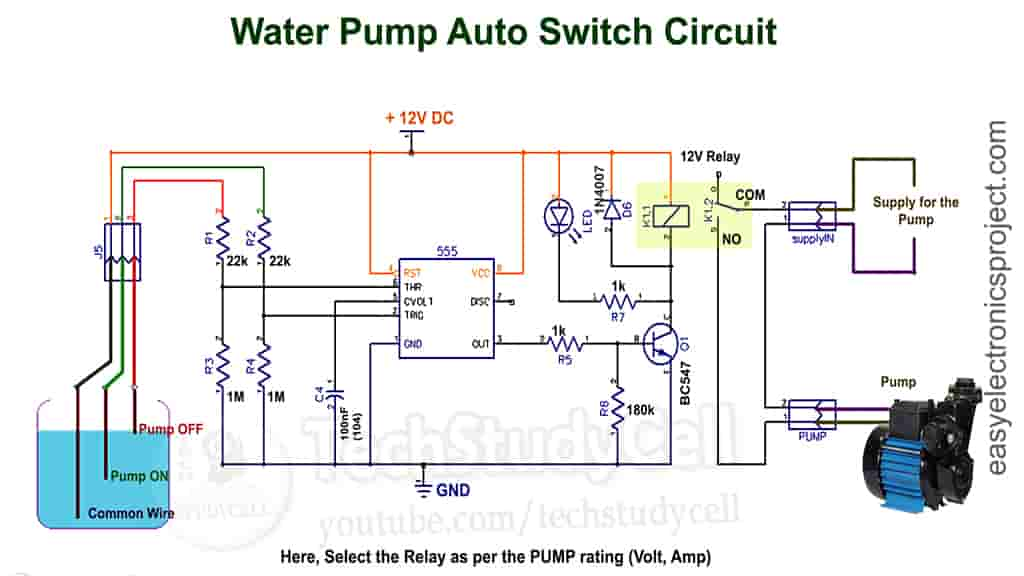 Water Pump Auto Switch Circuit
+ 12V DC
12V Relay
1N4007
D6
LED
K1.1
K1.2
COM
NO
supplyIN
Supply for the
Pump
J5
R1
22k
R2
22k
555
RST
VCC
THR
CVOLT
DISC
TRIG
GND
OUT
1k
R7
1k
R5
Q1
BC547
R3
1M
R4
1M
C4
100nF
(104)
R6
180k
Pump
PUMP
Pump OFF
Pump ON
Common Wire
TechStudyCell
GND
youtube.com/techstudycell
easyelectronicsproject.com
Here, Select the Relay as per the PUMP rating (Volt, Amp)